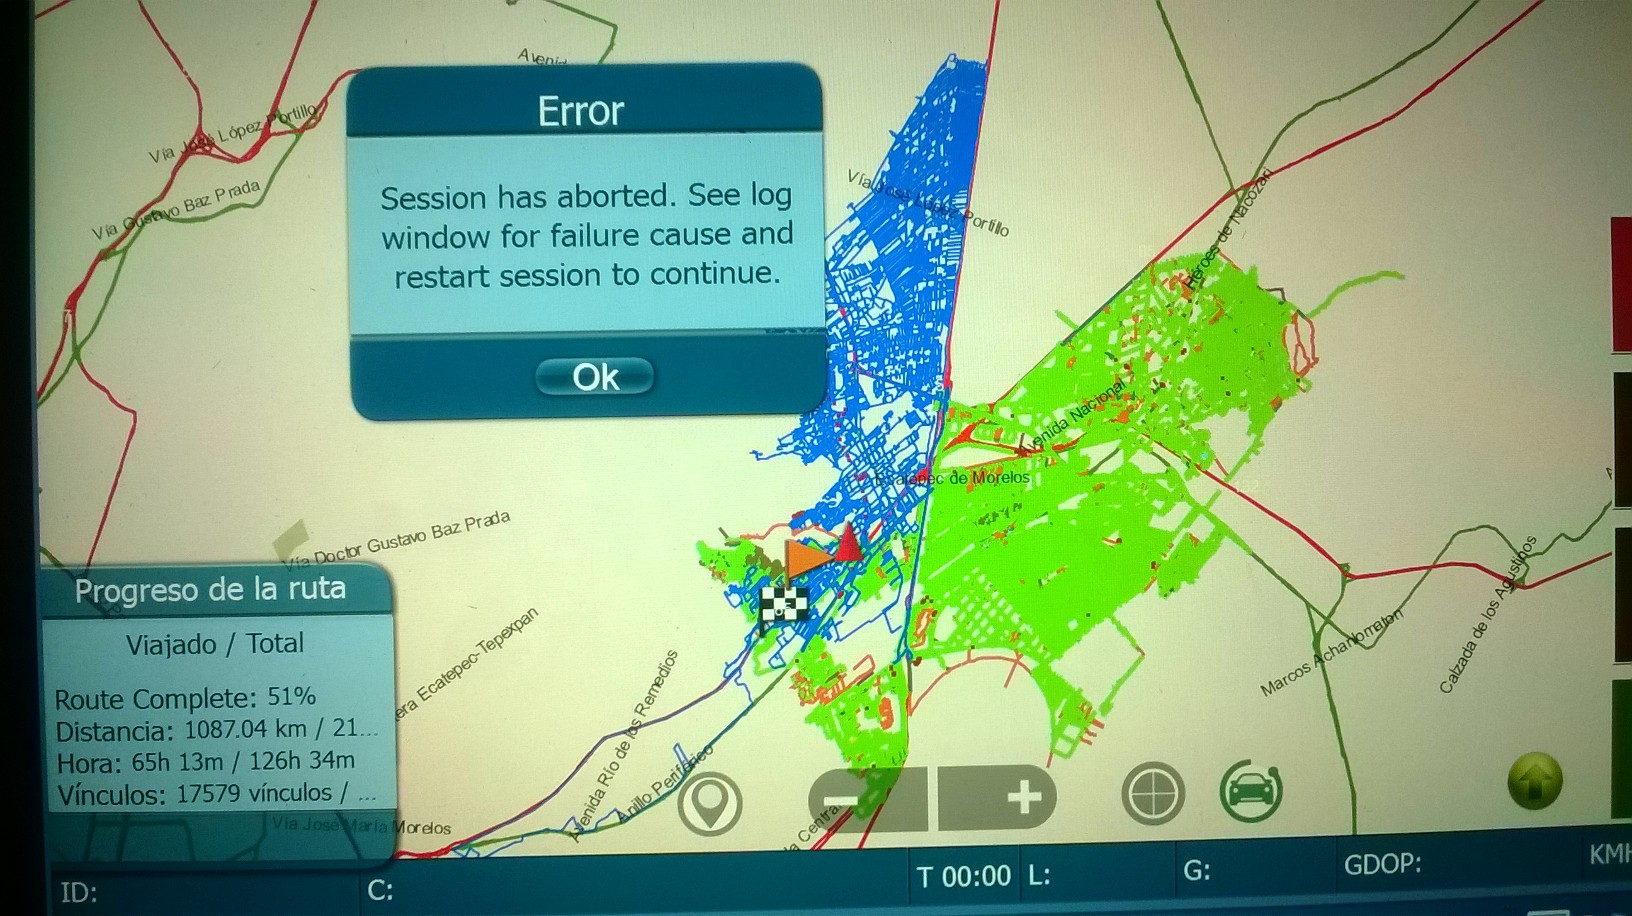 Avenid
Vía José López Portillo
Vía Gustavo Baz Prada
Error
Session has aborted. See log
window for failure cause and
restart session to continue.
Ok
Vía José López Portillo
Héroes de Nacozari
Avenida Nacional
Ecatepec de Morelos
Vía Doctor Gustavo Baz Prada
Progreso de la ruta
Viajado / Total
Route Complete: 51%
Distancia: 1087.04 km / 21...
Hora: 65h 13m / 126h 34m
Vínculos: 17579 vínculos / ...
tera Ecatepec-Tepexpan
Avenida Río de los Remedios
Anillo Periférico
Marcos Achar
Calzada de los Agustinos
Vía José María Morelos
a Central
ID:
C:
T 00:00
L:
G:
GDOP:
KMH